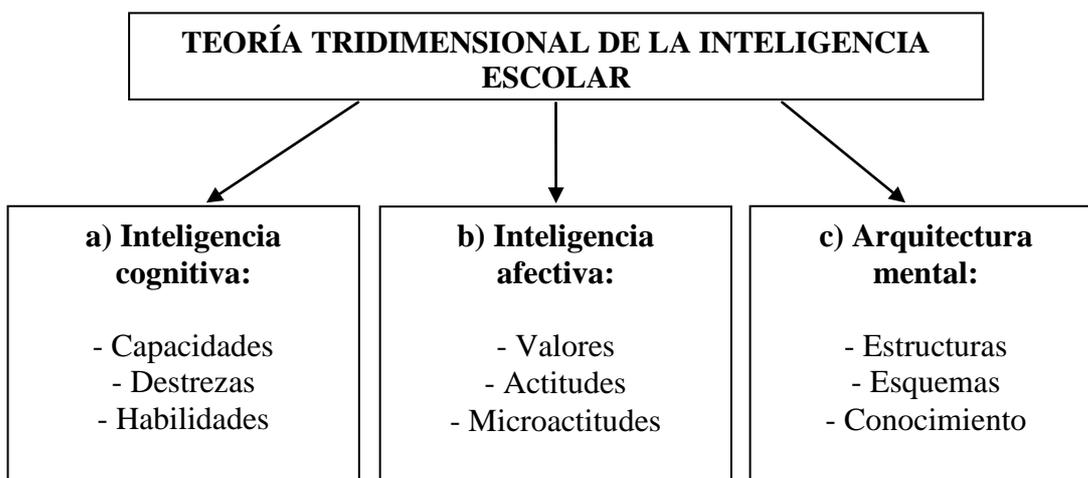 TEORÍA TRIDIMENSIONAL DE LA INTELIGENCIA
ESCOLAR
a) Inteligencia
cognitiva:
- Capacidades
- Destrezas
- Habilidades
b) Inteligencia
afectiva:
- Valores
- Actitudes
- Microactitudes
c) Arquitectura
mental:
- Estructuras
- Esquemas
- Conocimiento